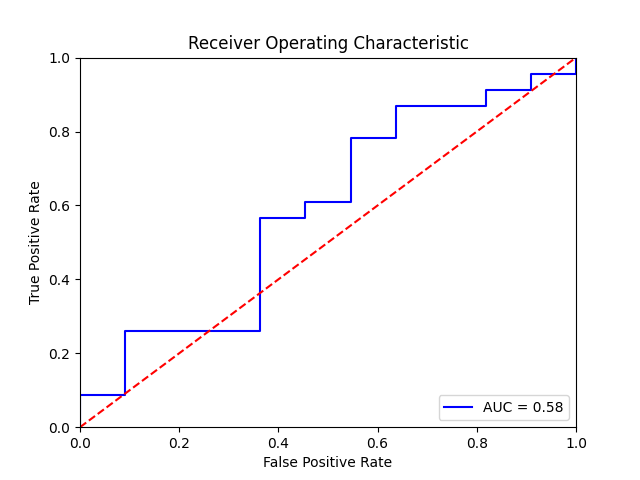 Receiver Operating Characteristic
True Positive Rate
1.0
0.8
0.6
0.4
0.2
0.0
AUC = 0.58
0.0 0.2 0.4 0.6 0.8 1.0
False Positive Rate